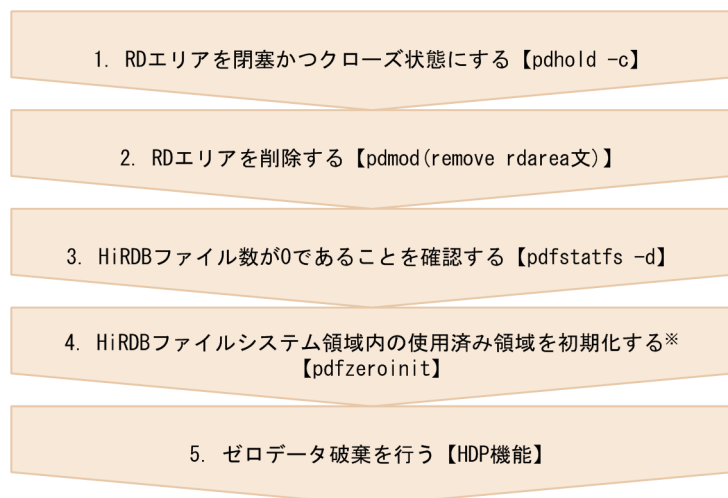 1. RDエリアを閉塞かつクローズ状態にする【pdhold -c】
2. RDエリアを削除する【pdmod(remove rdarea文)】
3. HiRDBファイル数が0であることを確認する【pdfstatfs -d】
4. HiRDBファイルシステム領域内の使用済み領域を初期化する※
【pdfzeroinit】
5. ゼロデータ破棄を行う【HDP機能】